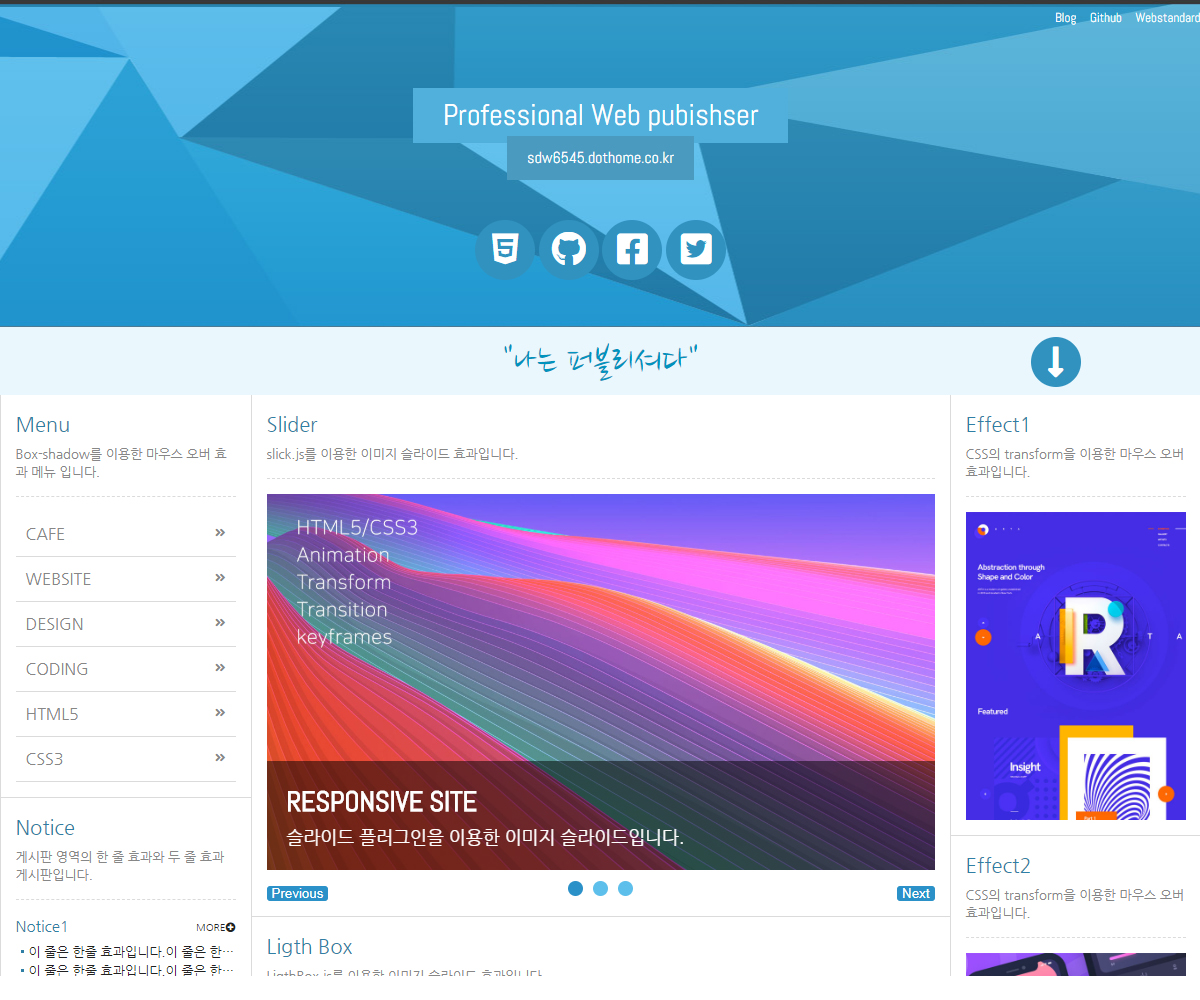 Blog Github Webstandard
Professional Web pubishser
sdw6545.dothome.co.kr
"나는 퍼블리셔다"
Menu
Box-shadow를 이용한 마우스 오버 효
과 메뉴 입니다.
CAFE
WEBSITE
DESIGN
CODING
HTML5
CSS3
Notice
게시판 영역의 한 줄 효과와 두 줄 효과
게시판입니다.
Notice1 MORE
이 줄은 한줄 효과입니다.이 줄은 한…
이 줄은 한줄 효과입니다.이 줄은 한…
Slider
slick.js를 이용한 이미지 슬라이드 효과입니다.
HTML5/CSS3
Animation
Transform
Transition
keyframes
RESPONSIVE SITE
슬라이드 플러그인을 이용한 이미지 슬라이드입니다.
Previous Next
Ligth Box
LigthBox.js를 이용한 이미지 슬라이드 효과입니다.
Effect1
CSS의 transform을 이용한 마우스 오버
효과입니다.
Abstraction through
Shape and Color
A R T A
Featured
Insight
Effect2
CSS의 transform을 이용한 마우스 오버
효과입니다.